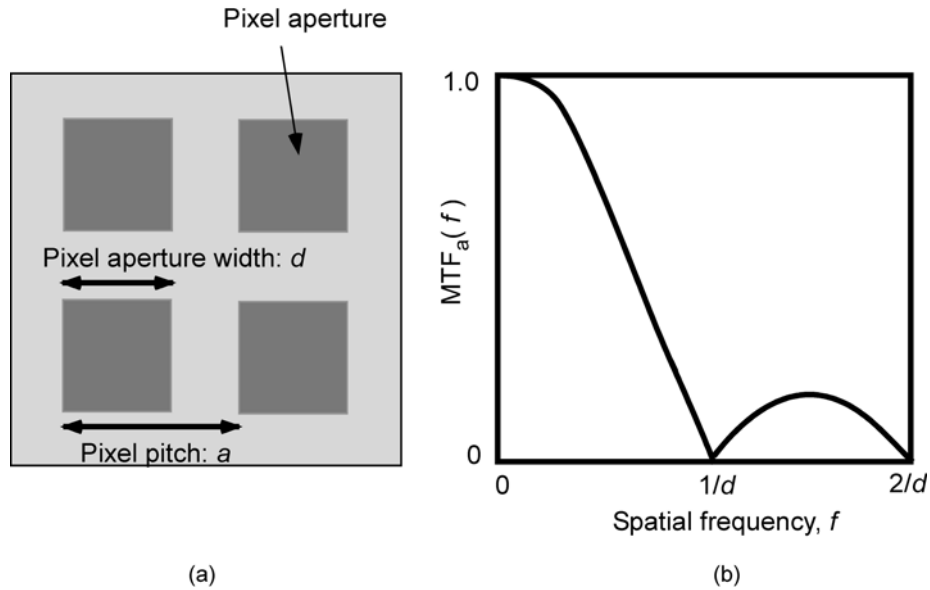 Pixel aperture
Pixel aperture width: d
Pixel pitch: a
(a)
1.0
MTFa(f)
0
0
1/d
2/d
Spatial frequency, f
(b)